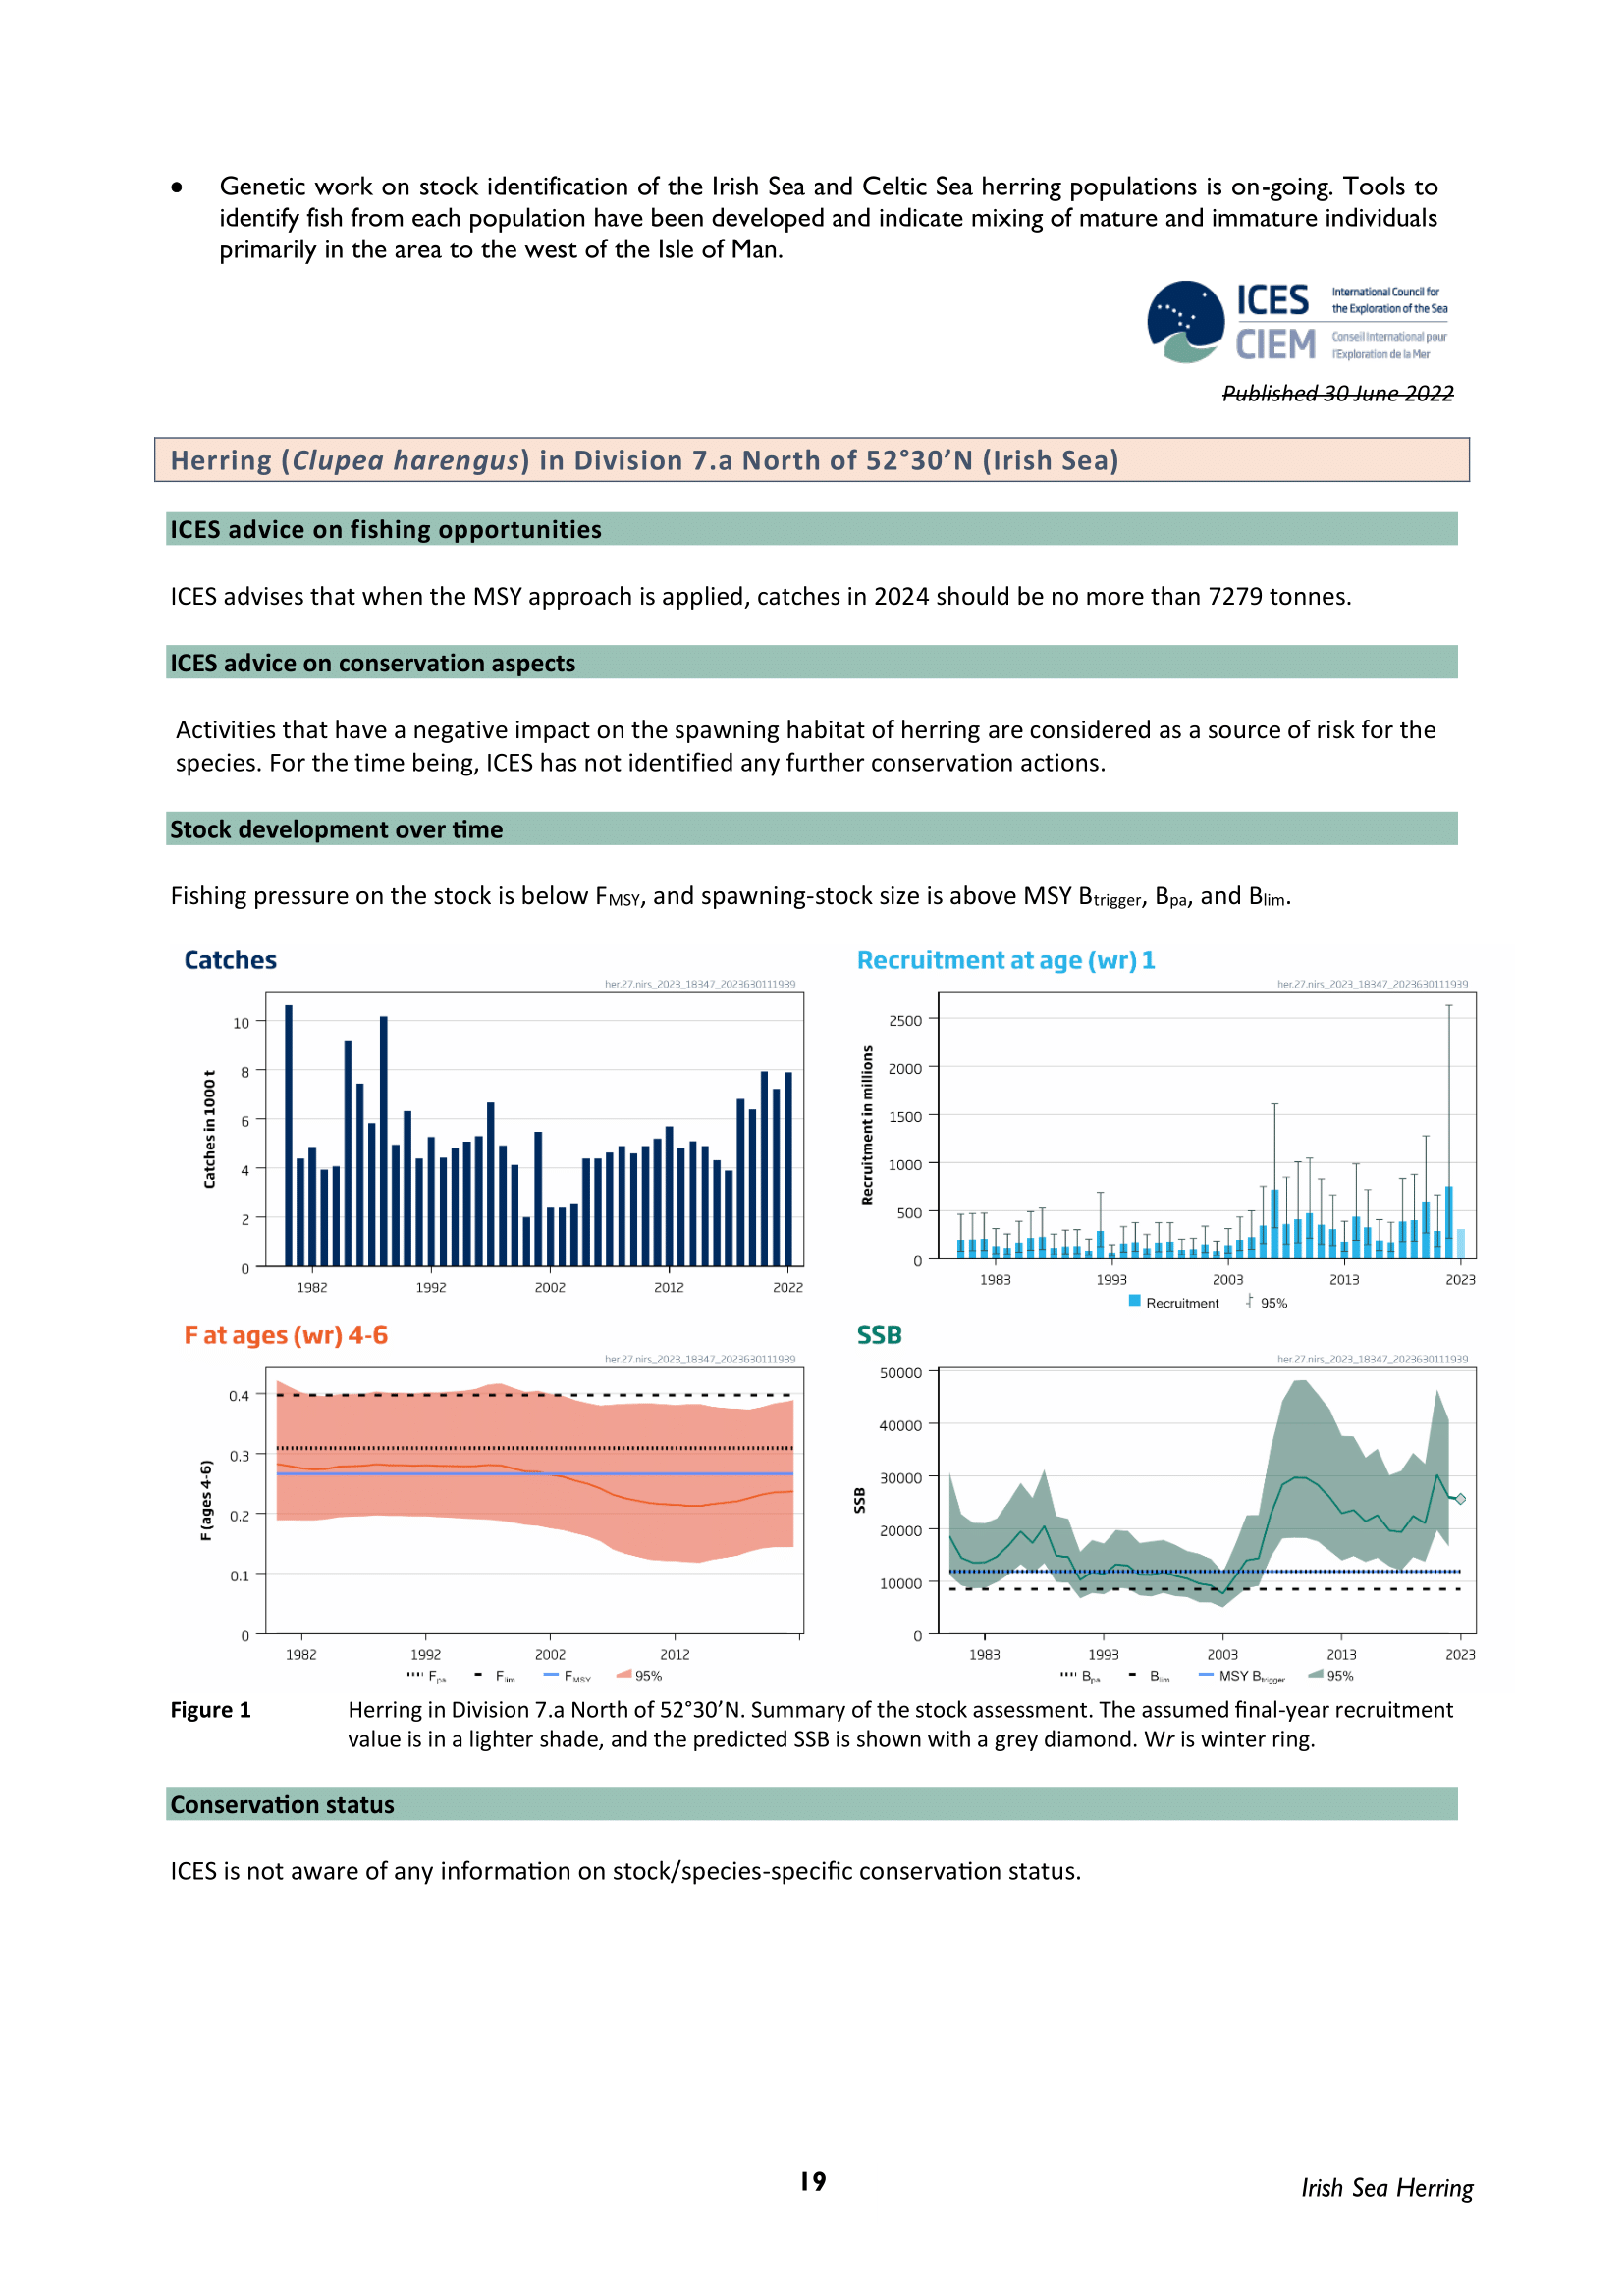 • Genetic work on stock identification of the Irish Sea and Celtic Sea herring populations is on-going. Tools to
identify fish from each population have been developed and indicate mixing of mature and immature individuals
primarily in the area to the west of the Isle of Man.
ICES International Council for
the Exploration of the Sea
CIEM Conseil International pour
l'Exploration de la Mer
Published 30 June 2022
Herring (Clupea harengus) in Division 7.a North of 52°30'N (Irish Sea)
ICES advice on fishing opportunities
ICES advises that when the MSY approach is applied, catches in 2024 should be no more than 7279 tonnes.
ICES advice on conservation aspects
Activities that have a negative impact on the spawning habitat of herring are considered as a source of risk for the
species. For the time being, ICES has not identified any further conservation actions.
Stock development over time
Fishing pressure on the stock is below FMSY, and spawning-stock size is above MSY Btrigger, Bpa, and Blim.
Catches
her.27.nirs_2023_18347_2023630111939
Catches in 1000 t
10
8
6
4
2
0
1982 1992 2002 2012 2022
Recruitment at age (wr) 1
her.27.nirs_2023_18347_2023630111939
Recruitment in millions
2500
2000
1500
1000
500
0
1983 1993 2003 2013 2023
Recruitment 95%
F at ages (wr) 4-6
her.27.nirs_2023_18347_2023630111939
F (ages 4-6)
0.4
0.3
0.2
0.1
0
1982 1992 2002 2012
Fpa Flim FMSY 95%
SSB
her.27.nirs_2023_18347_2023630111939
SSB
50000
40000
30000
20000
10000
0
1983 1993 2003 2013 2023
Bpa Blim MSY Btrigger 95%
Figure 1 Herring in Division 7.a North of 52°30'N. Summary of the stock assessment. The assumed final-year recruitment
value is in a lighter shade, and the predicted SSB is shown with a grey diamond. Wr is winter ring.
Conservation status
ICES is not aware of any information on stock/species-specific conservation status.
19
Irish Sea Herring